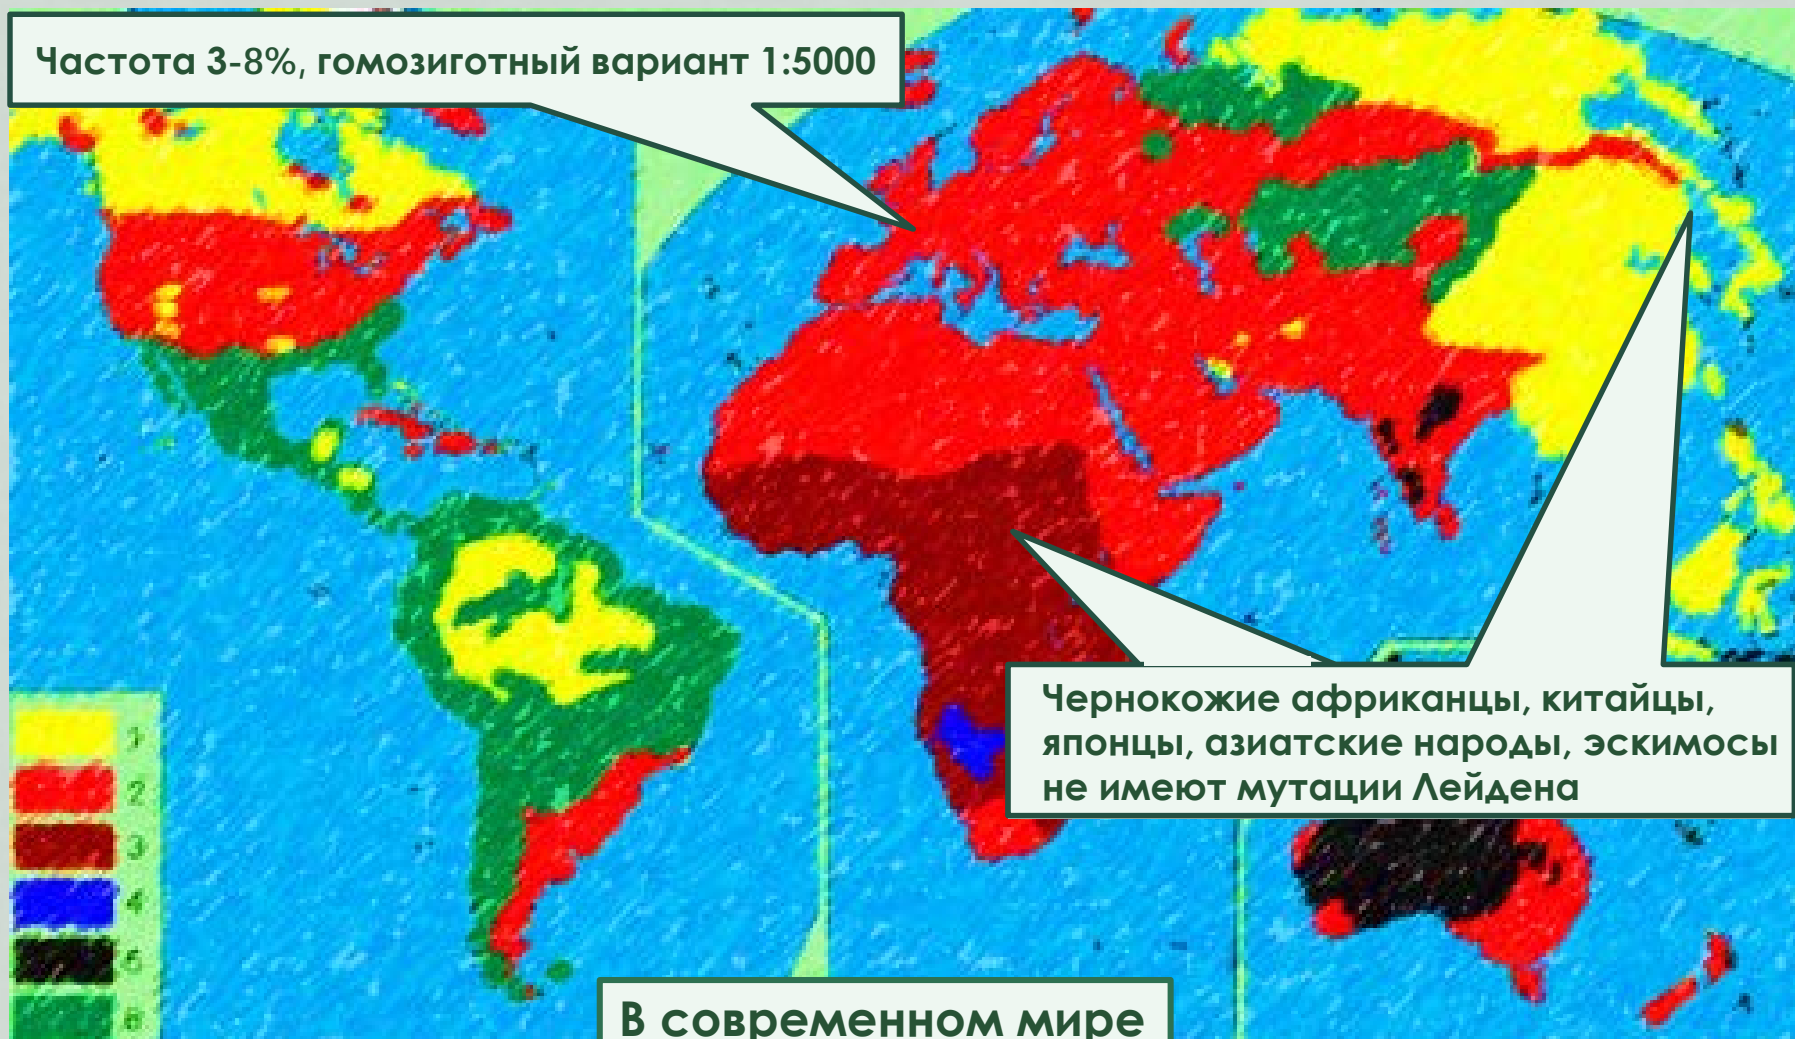 Частота 3-8%, гомозиготный вариант 1:5000
Чернокожие африканцы, китайцы,
японцы, азиатские народы, эскимосы
не имеют мутации Лейдена
1
2
3
4
5
6
В современном мире